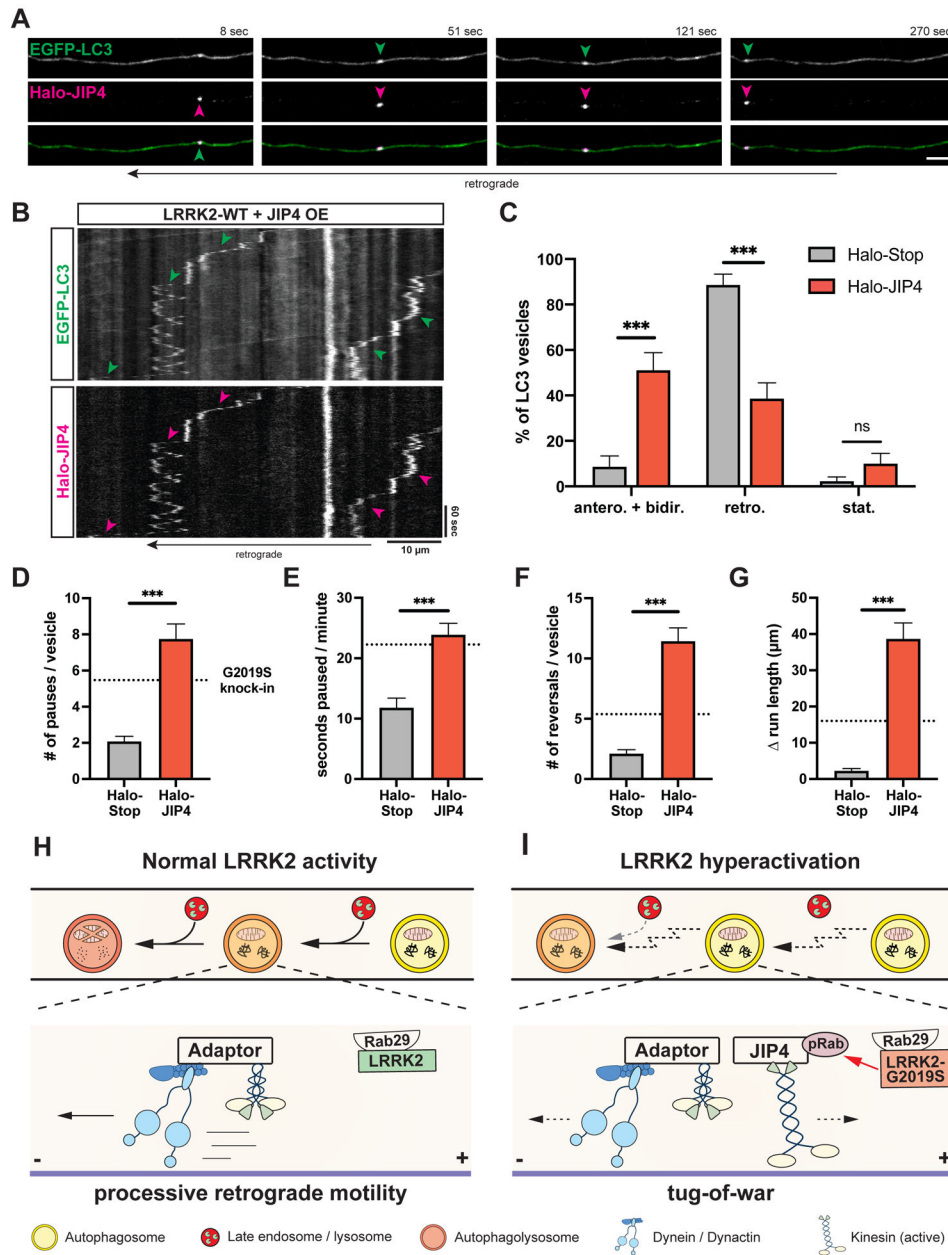 A
8 sec
51 sec
121 sec
270 sec
EGFP-LC3
Halo-JIP4
retrograde
B
LRRK2-WT + JIP4 OE
EGFP-LC3
Halo-JIP4
60 sec
retrograde
10 µm
C
Halo-Stop
Halo-JIP4
% of LC3 vesicles
100
80
60
40
20
0
***
***
ns
antero. + bidir.
retro.
stat.
D
# of pauses / vesicle
10
8
6
4
2
0
***
G2019S
knock-in
Halo-
Stop
Halo-
JIP4
E
seconds paused / minute
30
20
10
0
***
Halo-
Stop
Halo-
JIP4
F
# of reversals / vesicle
15
10
5
0
***
Halo-
Stop
Halo-
JIP4
G
Δ run length (µm)
50
40
30
20
10
0
***
Halo-
Stop
Halo-
JIP4
H
Normal LRRK2 activity
Adaptor
Rab29
LRRK2
-
+
processive retrograde motility
I
LRRK2 hyperactivation
Adaptor
JIP4
pRab
Rab29
LRRK2-
G2019S
-
+
tug-of-war
Autophagosome
Late endosome / lysosome
Autophagolysosome
Dynein / Dynactin
Kinesin (active)